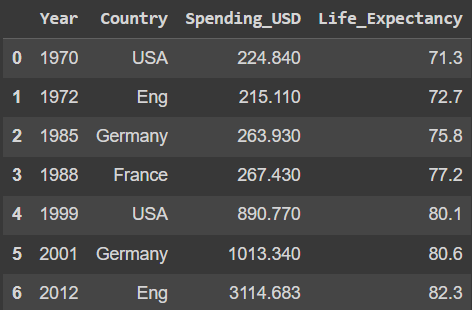 Year Country Spending_USD Life_Expectancy
0 1970 USA 224.840 71.3
1 1972 Eng 215.110 72.7
2 1985 Germany 263.930 75.8
3 1988 France 267.430 77.2
4 1999 USA 890.770 80.1
5 2001 Germany 1013.340 80.6
6 2012 Eng 3114.683 82.3